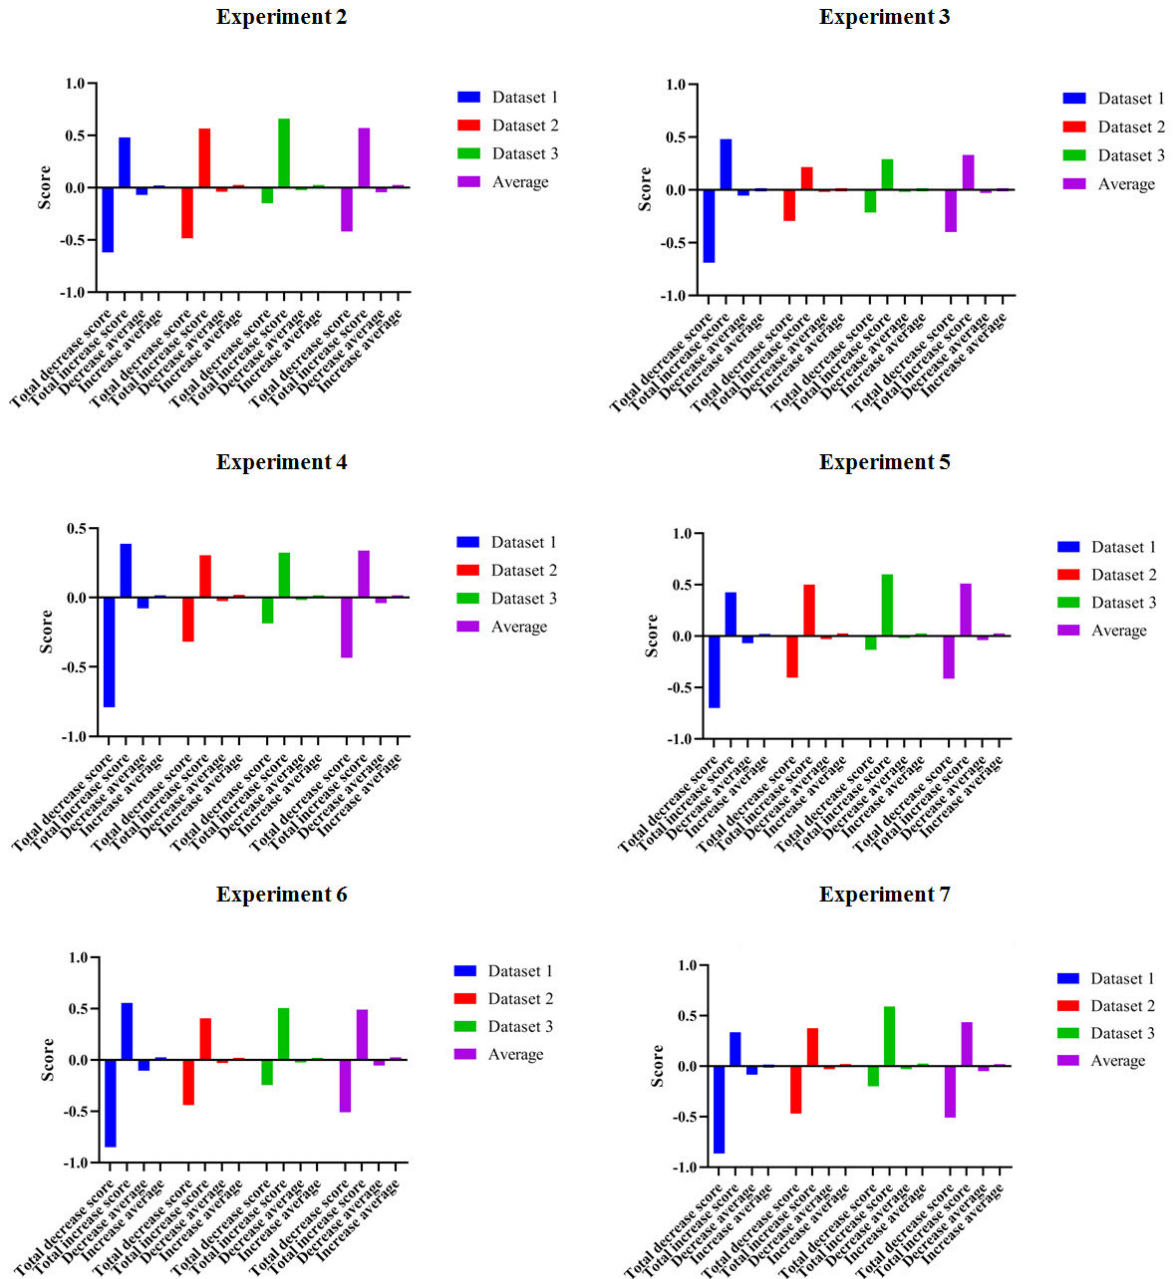 Experiment 2
1.0
0.5
0.0
-0.5
-1.0
Score
Total decrease score
Total increase score
Decrease average
Increase average
Total decrease score
Total increase score
Decrease average
Increase average
Total decrease score
Total increase score
Decrease average
Increase average
Total decrease score
Total increase score
Decrease average
Increase average
Dataset 1
Dataset 2
Dataset 3
Average
Experiment 3
1.0
0.5
0.0
-0.5
-1.0
Score
Total decrease score
Total increase score
Decrease average
Increase average
Total decrease score
Total increase score
Decrease average
Increase average
Total decrease score
Total increase score
Decrease average
Increase average
Total decrease score
Total increase score
Decrease average
Increase average
Dataset 1
Dataset 2
Dataset 3
Average
Experiment 4
0.5
0.0
-0.5
-1.0
Score
Total decrease score
Total increase score
Decrease average
Increase average
Total decrease score
Total increase score
Decrease average
Increase average
Total decrease score
Total increase score
Decrease average
Increase average
Total decrease score
Total increase score
Decrease average
Increase average
Dataset 1
Dataset 2
Dataset 3
Average
Experiment 5
1.0
0.5
0.0
-0.5
-1.0
Score
Total decrease score
Total increase score
Decrease average
Increase average
Total decrease score
Total increase score
Decrease average
Increase average
Total decrease score
Total increase score
Decrease average
Increase average
Total decrease score
Total increase score
Decrease average
Increase average
Dataset 1
Dataset 2
Dataset 3
Average
Experiment 6
1.0
0.5
0.0
-0.5
-1.0
Score
Total decrease score
Total increase score
Decrease average
Increase average
Total decrease score
Total increase score
Decrease average
Increase average
Total decrease score
Total increase score
Decrease average
Increase average
Total decrease score
Total increase score
Decrease average
Increase average
Dataset 1
Dataset 2
Dataset 3
Average
Experiment 7
1.0
0.5
0.0
-0.5
-1.0
Score
Total decrease score
Total increase score
Decrease average
Increase average
Total decrease score
Total increase score
Decrease average
Increase average
Total decrease score
Total increase score
Decrease average
Increase average
Total decrease score
Total increase score
Decrease average
Increase average
Dataset 1
Dataset 2
Dataset 3
Average